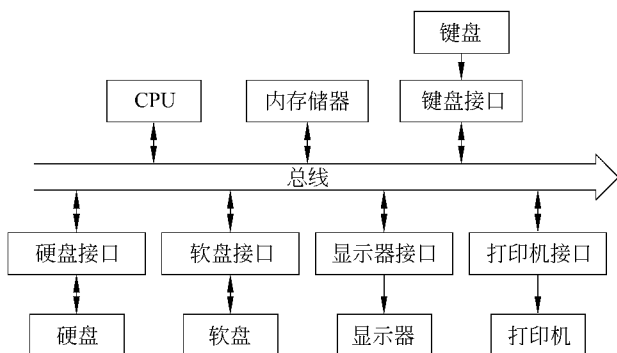 键盘
CPU
内存储器
键盘接口
总线
硬盘接口
软盘接口
显示器接口
打印机接口
硬盘
软盘
显示器
打印机